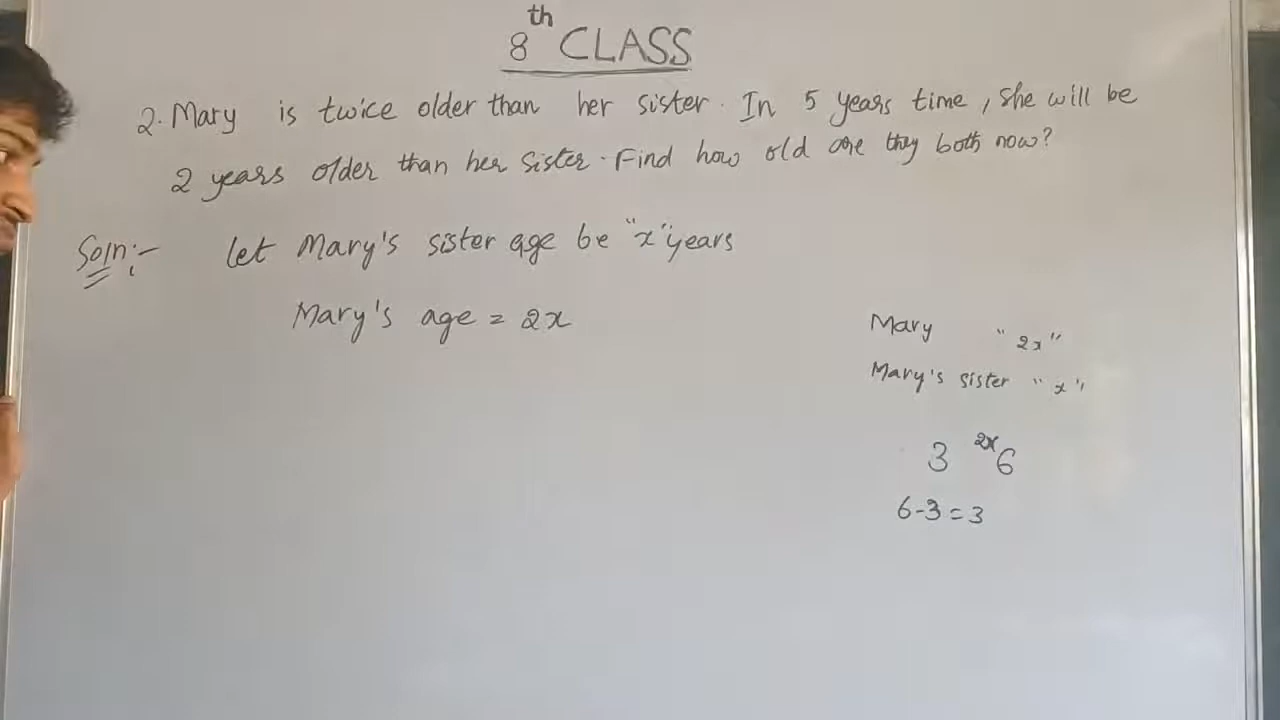 8th CLASS
2. Mary is twice older than her sister. In 5 years time, she will be
2 years older than her sister. Find how old are they both now?
Soln:-
let Mary's sister age be "x" years
Mary's age = 2x
Mary "2x"
Mary's sister "x"
3 2x 6
6-3=3